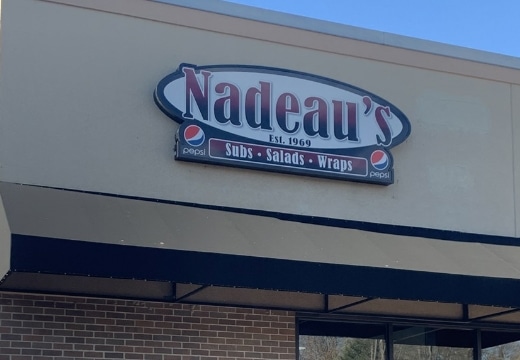 Nadeau's
Est. 1969
pepsi Subs • Salads • Wraps pepsi